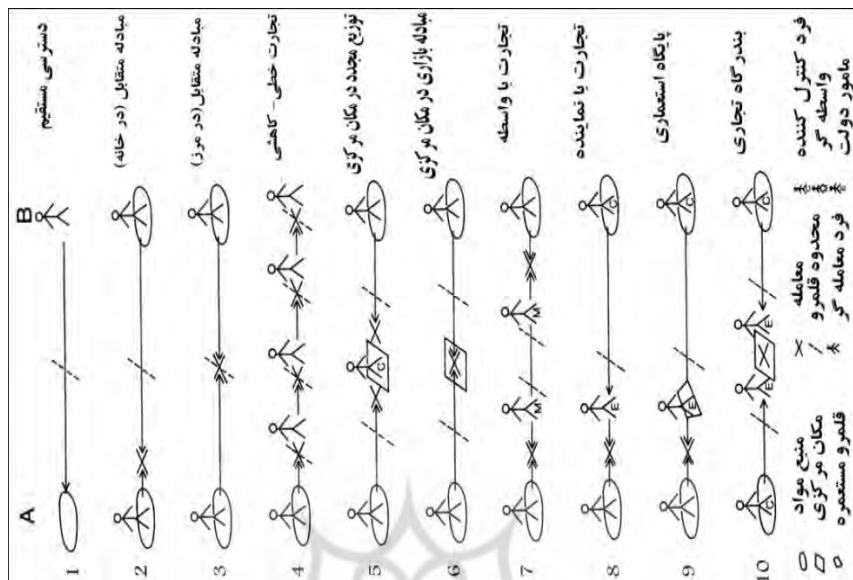 A B
1 دسترسی مستقیم
2 مبادله متقابل (در خانه)
3 مبادله متقابل (در مرز)
4 تجارت خطی - کاهشی
5 C توزیع مجدد در مکان مرکزی
6 مبادله بازاری در مکان مرکزی
7 M M تجارت با واسطه
8 E C تجارت با نماینده
9 E C پایگاه استعماری
10 C E E C بندرگاه تجاری
منبع مواد
مکان مرکزی
قلمرو مستعمره
معامله
محدوده قلمرو
فرد معامله گر
فرد کنترل کننده
واسطه گر
مامور دولت